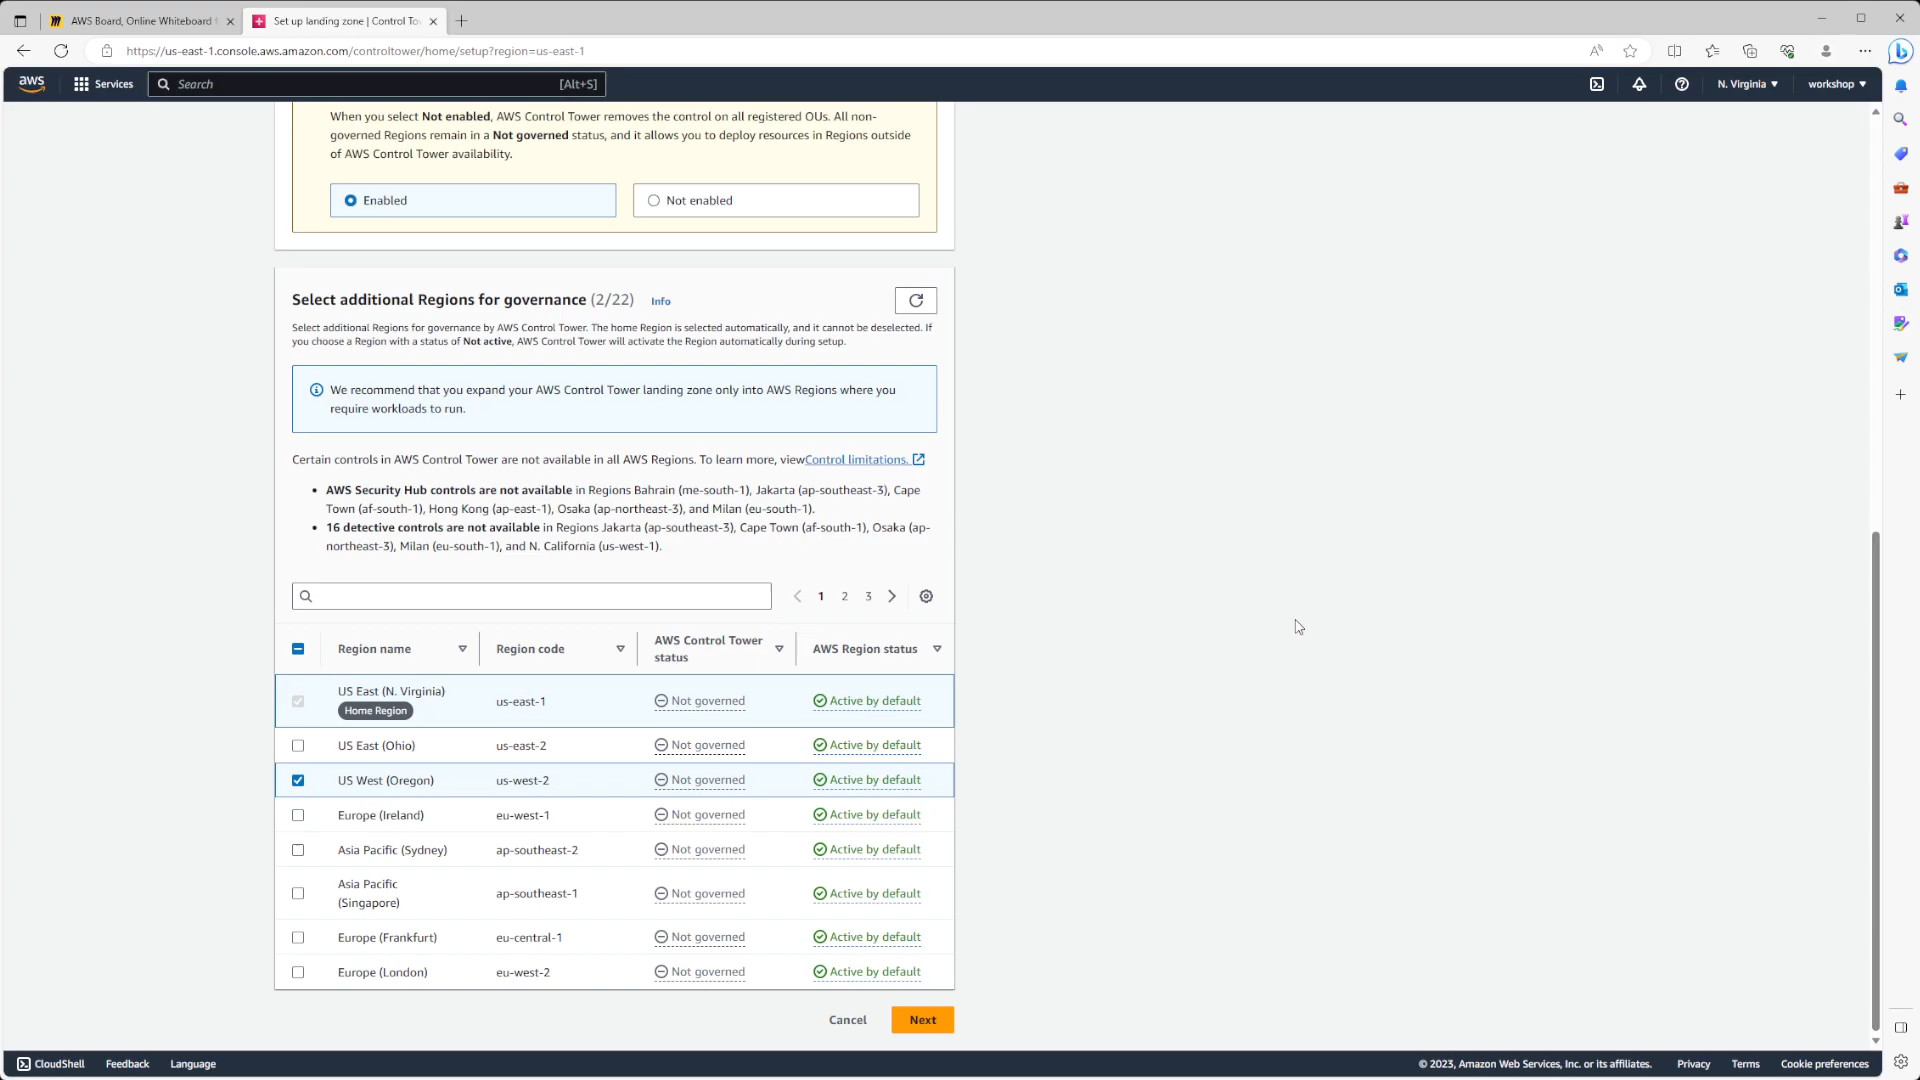 AWS Board, Online Whiteboard
Set up landing zone | Control To
https://us-east-1.console.aws.amazon.com/controltower/home/setup?region=us-east-1
aws
Services
Search
[Alt+S]
N. Virginia
workshop
When you select Not enabled, AWS Control Tower removes the control on all registered OUs. All non-
governed Regions remain in a Not governed status, and it allows you to deploy resources in Regions outside
of AWS Control Tower availability.
Enabled
Not enabled
Select additional Regions for governance (2/22) Info
Select additional Regions for governance by AWS Control Tower. The home Region is selected automatically, and it cannot be deselected. If
you choose a Region with a status of Not active, AWS Control Tower will activate the Region automatically during setup.
We recommend that you expand your AWS Control Tower landing zone only into AWS Regions where you
require workloads to run.
Certain controls in AWS Control Tower are not available in all AWS Regions. To learn more, viewControl limitations.
• AWS Security Hub controls are not available in Regions Bahrain (me-south-1), Jakarta (ap-southeast-3), Cape
Town (af-south-1), Hong Kong (ap-east-1), Osaka (ap-northeast-3), and Milan (eu-south-1).
• 16 detective controls are not available in Regions Jakarta (ap-southeast-3), Cape Town (af-south-1), Osaka (ap-
northeast-3), Milan (eu-south-1), and N. California (us-west-1).
1 2 3
Region name
Region code
AWS Control Tower
status
AWS Region status
US East (N. Virginia)
Home Region
us-east-1
Not governed
Active by default
US East (Ohio)
us-east-2
Not governed
Active by default
US West (Oregon)
us-west-2
Not governed
Active by default
Europe (Ireland)
eu-west-1
Not governed
Active by default
Asia Pacific (Sydney)
ap-southeast-2
Not governed
Active by default
Asia Pacific
(Singapore)
ap-southeast-1
Not governed
Active by default
Europe (Frankfurt)
eu-central-1
Not governed
Active by default
Europe (London)
eu-west-2
Not governed
Active by default
Cancel
Next
CloudShell
Feedback
Language
© 2023, Amazon Web Services, Inc. or its affiliates.
Privacy
Terms
Cookie preferences